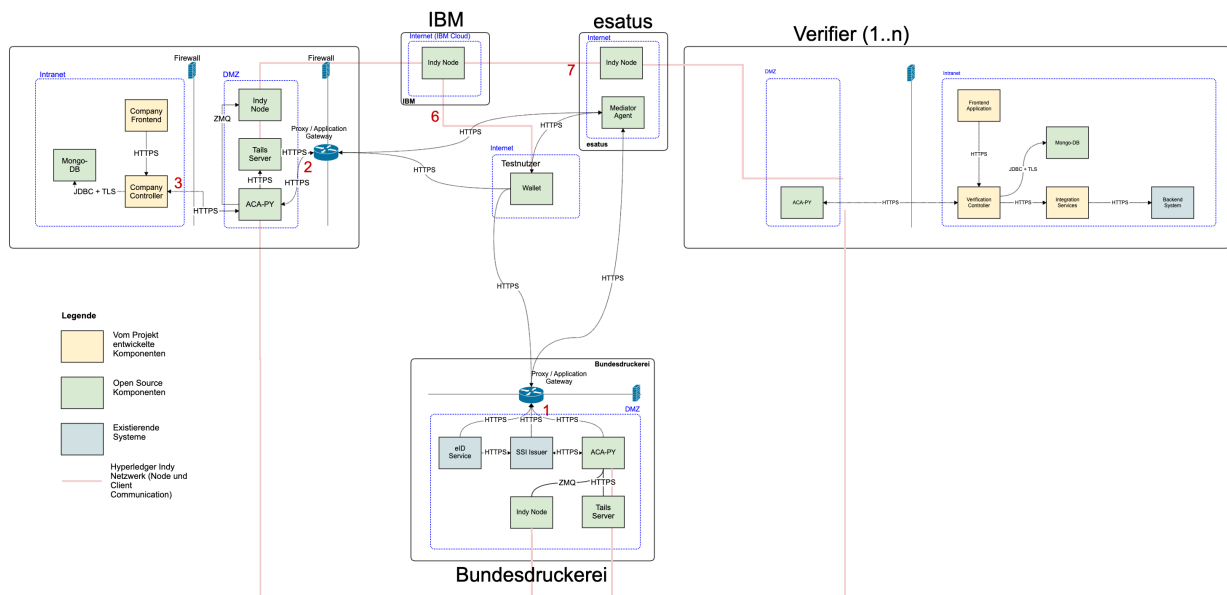 IBM
esatus
Verifier (1..n)
Firewall
Firewall
Intranet
DMZ
Company
Frontend
HTTPS
Mongo-
DB
JDBC + TLS
Company
Controller
3
HTTPS
ZMQ
Indy
Node
Tails
Server
HTTPS
ACA-PY
HTTPS
2
HTTPS
Proxy / Application
Gateway
Internet (IBM Cloud)
Indy Node
IBM
6
7
Internet
Indy Node
Mediator
Agent
esatus
HTTPS
HTTPS
HTTPS
Internet
Testnutzer
Wallet
HTTPS
HTTPS
DMZ
ACA-PY
HTTPS
Intranet
Frontend
Application
HTTPS
Mongo-DB
JDBC + TLS
Verification
Controller
HTTPS
Integration
Services
HTTPS
Backend
System
Legende
Vom Projekt
entwickelte
Komponenten
Open Source
Komponenten
Existierende
Systeme
Hyperledger Indy
Netzwerk (Node und
Client
Communication)
Bundesdruckerei
Proxy / Application
Gateway
1
DMZ
HTTPS
HTTPS
HTTPS
eID
Service
HTTPS
SSI Issuer
HTTPS
ACA-PY
ZMQ
HTTPS
Indy Node
Tails
Server
Bundesdruckerei